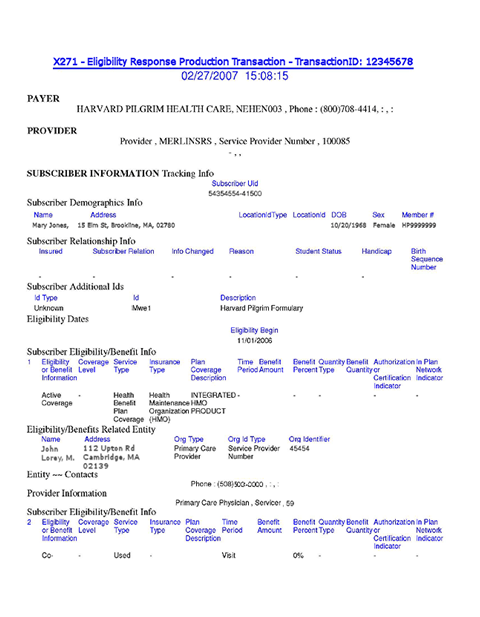 X271 - Eligibility Response Production Transaction - TransactionID: 12345678
02/27/2007 15:08:15
PAYER
HARVARD PILGRIM HEALTH CARE, NEHEN003 , Phone : (800)708-4414, : , :
PROVIDER
Provider , MERLINSRS , Service Provider Number , 100085
- , ,
SUBSCRIBER INFORMATION Tracking Info
Subscriber Uid
54354554-41500
Subscriber Demographics Info
Name Address LocationIdType LocationId DOB Sex Member #
Mary Jones, 15 Elm St, Brookline, MA, 02780 10/20/1968 Female HP9999999
Subscriber Relationship Info
Insured Subscriber Relation Info Changed Reason Student Status Handicap Birth
Sequence
Number
- - - - - - -
Subscriber Additional Ids
Id Type Id Description
Unknown Mwe1 Harvard Pilgrim Formulary
Eligibility Dates
Eligibility Begin
11/01/2006
Subscriber Eligibility/Benefit Info
1 Eligibility Coverage Service Insurance Plan Time Benefit Benefit Quantity Benefit Authorization In Plan
or Benefit Level Type Type Coverage Period Amount Percent Type Quantity or Network
Information Description Certification Indicator
Indicator
Active - Health Health INTEGRATED - - - - -
Coverage Benefit Maintenance HMO
Plan Organization PRODUCT
Coverage (HMO)
Eligibility/Benefits Related Entity
Name Address Org Type Org Id Type Org Identifier
John 112 Upton Rd Primary Care Service Provider 45454
Lorey, M. Cambridge, MA Provider Number
02139
Entity ~~ Contacts
Phone : (508)503-0000 , : , :
Provider Information
Primary Care Physician , Servicer , 59
Subscriber Eligibility/Benefit Info
2 Eligibility Coverage Service Insurance Plan Time Benefit Benefit Quantity Benefit Authorization In Plan
or Benefit Level Type Type Coverage Period Amount Percent Type Quantity or Network
Information Description Certification Indicator
Indicator
Co- - Used - Visit 0% - - -